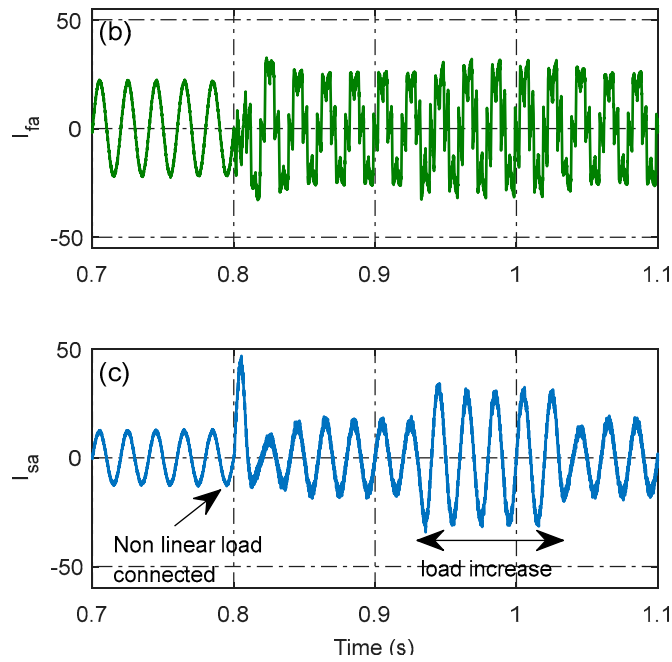 50
(b)
I_fa
0
-50
0.7 0.8 0.9 1 1.1
50
(c)
I_sa
0
Non linear load
connected
load increase
-50
0.7 0.8 0.9 1 1.1
Time (s)